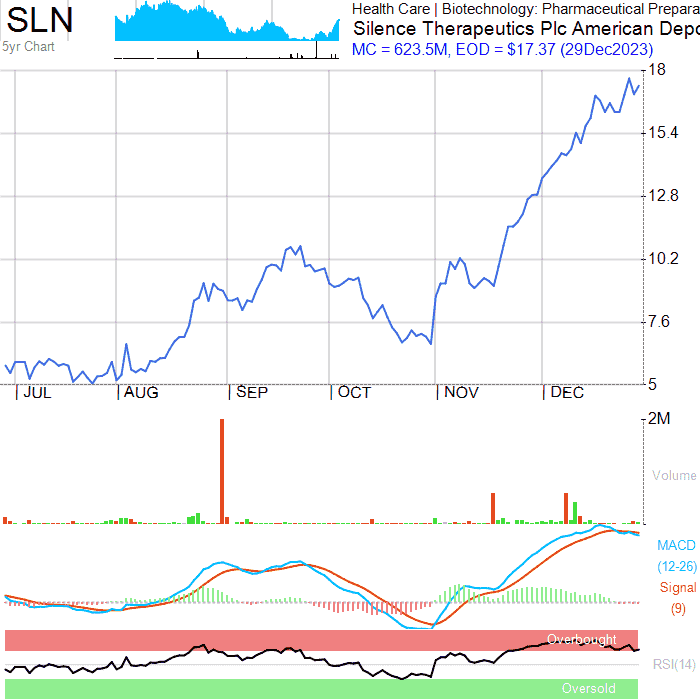 SLN
5yr Chart
Health Care | Biotechnology: Pharmaceutical Prepara
Silence Therapeutics Plc American Depo
MC = 623.5M, EOD = $17.37 (29Dec2023)
18
15.4
12.8
10.2
7.6
5
JUL AUG SEP OCT NOV DEC
2M
Volume
MACD
(12-26)
Signal
(9)
Overbought
RSI(14)
Oversold